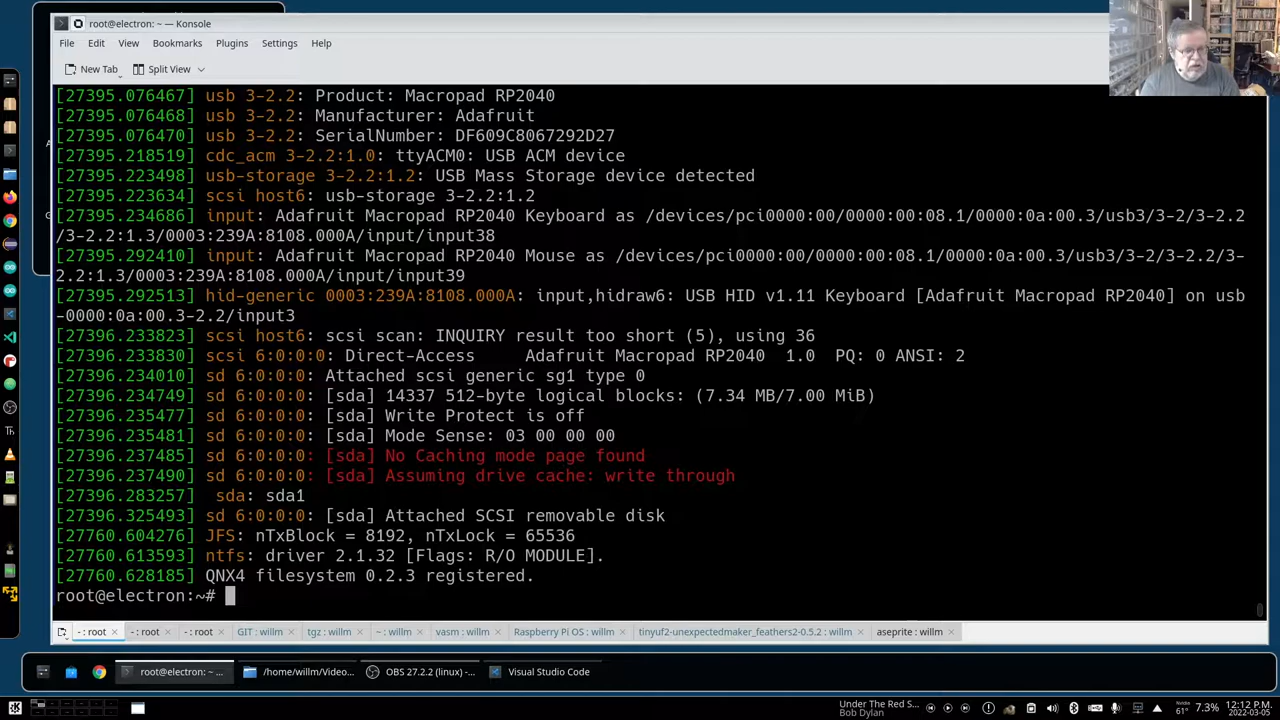 root@electron: ~ — Konsole
File Edit View Bookmarks Plugins Settings Help
New Tab Split View
[27395.076467] usb 3-2.2: Product: Macropad RP2040
[27395.076468] usb 3-2.2: Manufacturer: Adafruit
[27395.076470] usb 3-2.2: SerialNumber: DF609C8067292D27
[27395.218519] cdc_acm 3-2.2:1.0: ttyACM0: USB ACM device
[27395.223498] usb-storage 3-2.2:1.2: USB Mass Storage device detected
[27395.223634] scsi host6: usb-storage 3-2.2:1.2
[27395.234686] input: Adafruit Macropad RP2040 Keyboard as /devices/pci0000:00/0000:00:08.1/0000:0a:00.3/usb3/3-2/3-2.2
/3-2.2:1.3/0003:239A:8108.000A/input/input38
[27395.292410] input: Adafruit Macropad RP2040 Mouse as /devices/pci0000:00/0000:00:08.1/0000:0a:00.3/usb3/3-2/3-2.2/3-
2.2:1.3/0003:239A:8108.000A/input/input39
[27395.292513] hid-generic 0003:239A:8108.000A: input,hidraw6: USB HID v1.11 Keyboard [Adafruit Macropad RP2040] on usb
-0000:0a:00.3-2.2/input3
[27396.233823] scsi host6: scsi scan: INQUIRY result too short (5), using 36
[27396.233830] scsi 6:0:0:0: Direct-Access Adafruit Macropad RP2040 1.0 PQ: 0 ANSI: 2
[27396.234010] sd 6:0:0:0: Attached scsi generic sg1 type 0
[27396.234749] sd 6:0:0:0: [sda] 14337 512-byte logical blocks: (7.34 MB/7.00 MiB)
[27396.235477] sd 6:0:0:0: [sda] Write Protect is off
[27396.235481] sd 6:0:0:0: [sda] Mode Sense: 03 00 00 00
[27396.237485] sd 6:0:0:0: [sda] No Caching mode page found
[27396.237490] sd 6:0:0:0: [sda] Assuming drive cache: write through
[27396.283257] sda: sda1
[27396.325493] sd 6:0:0:0: [sda] Attached SCSI removable disk
[27760.604276] JFS: nTxBlock = 8192, nTxLock = 65536
[27760.613593] ntfs: driver 2.1.32 [Flags: R/O MODULE].
[27760.628185] QNX4 filesystem 0.2.3 registered.
root@electron:~#
- : root - : root - : root GIT : willm tgz : willm ~ : willm vasm : willm Raspberry Pi OS : willm tinyuf2-unexpectedmaker_feathers2-0.5.2 : willm aseprite : willm
root@electron: ~ ... /home/willm/Video... OBS 27.2.2 (linux) -... Visual Studio Code
Under The Red S...
Bob Dylan
Nvidia
61° 7.3%
12:12 P.M.
2022-03-05